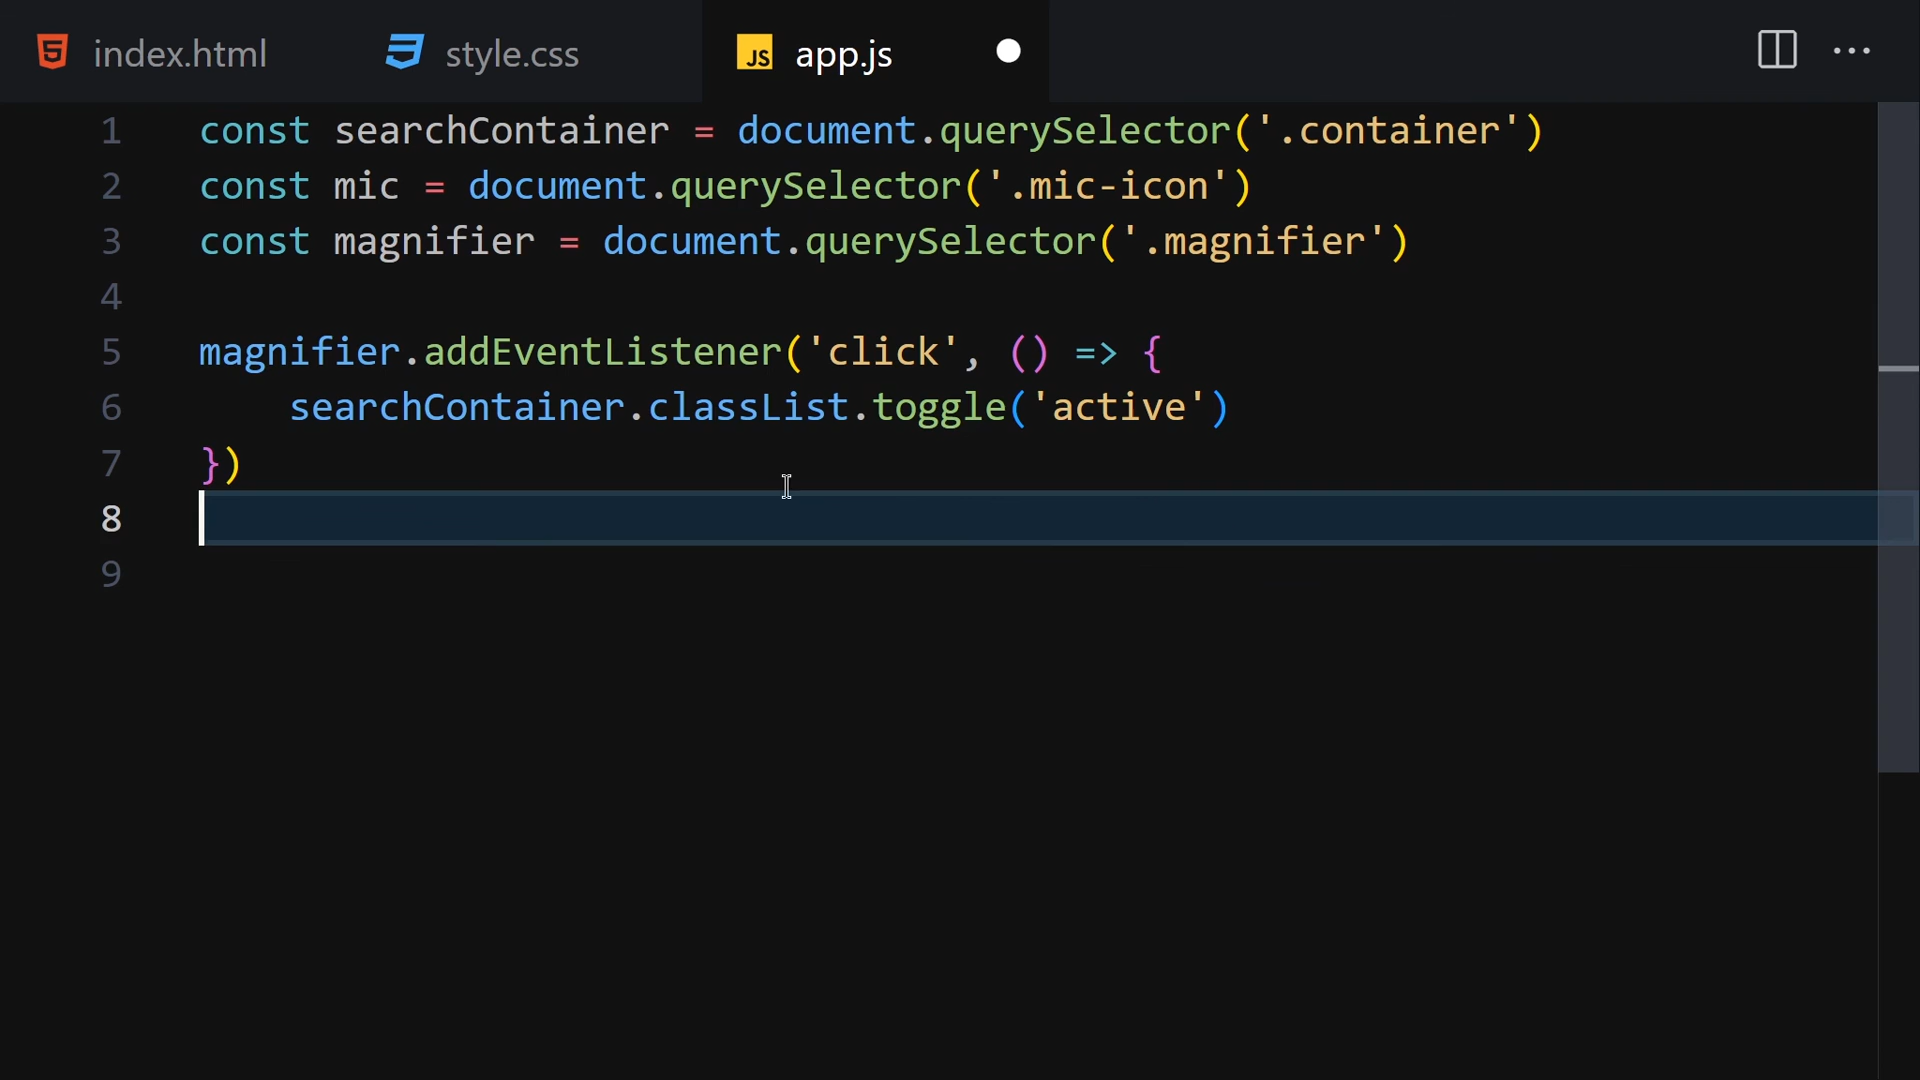 index.html
style.css
JS app.js
1 const searchContainer = document.querySelector('.container')
2 const mic = document.querySelector('.mic-icon')
3 const magnifier = document.querySelector('.magnifier')
4
5 magnifier.addEventListener('click', () => {
6     searchContainer.classList.toggle('active')
7 })
8
9